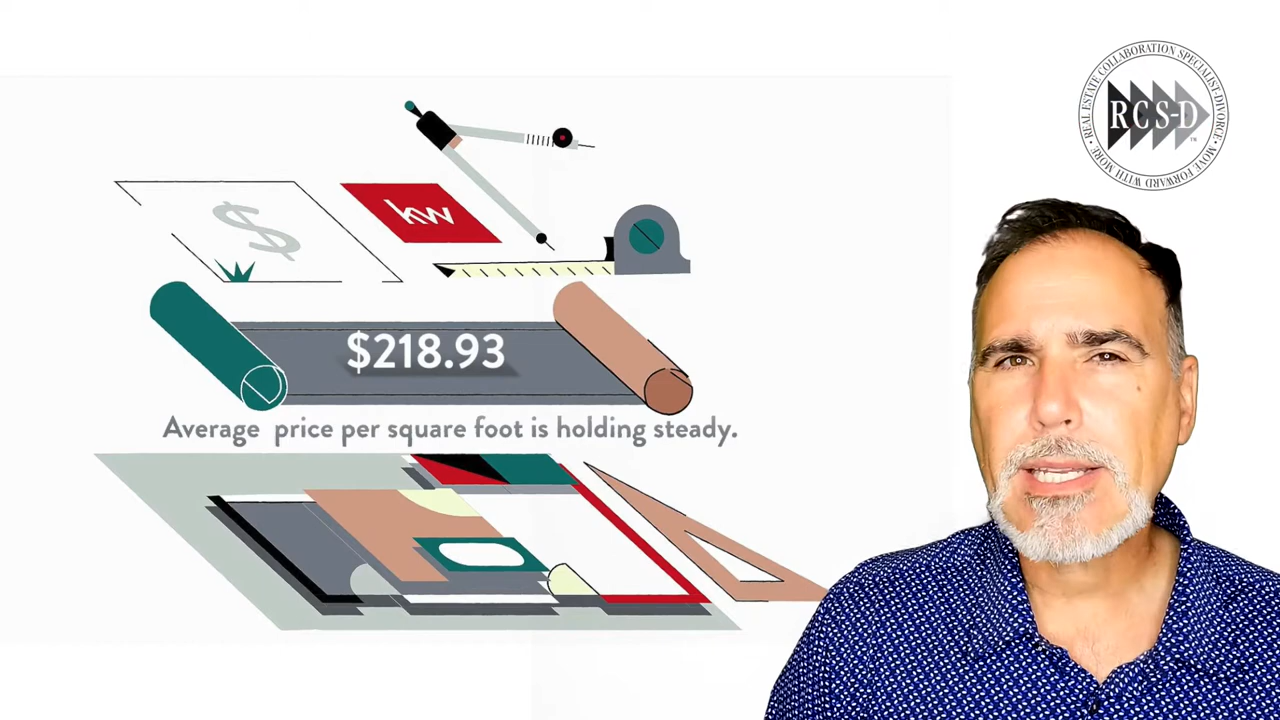 REAL ESTATE COLLABORATION SPECIALIST-DIVORCE • MOVE FORWARD WITH MORE •
RCS-D
™
$
kw
$218.93
Average  price per square foot is holding steady.